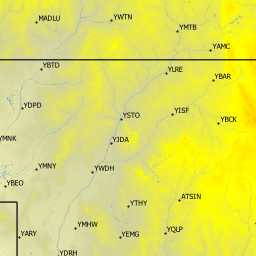 MADLU
YWTN
YMTB
YAMC
YBTD
YLRE
YBAR
YDPD
YSTO
YISF
YBCK
YMNK
YJDA
YMNY
YWDH
YBEO
YTHY
ATSIN
YMHW
YARY
YEMG
YQLP
YDRH